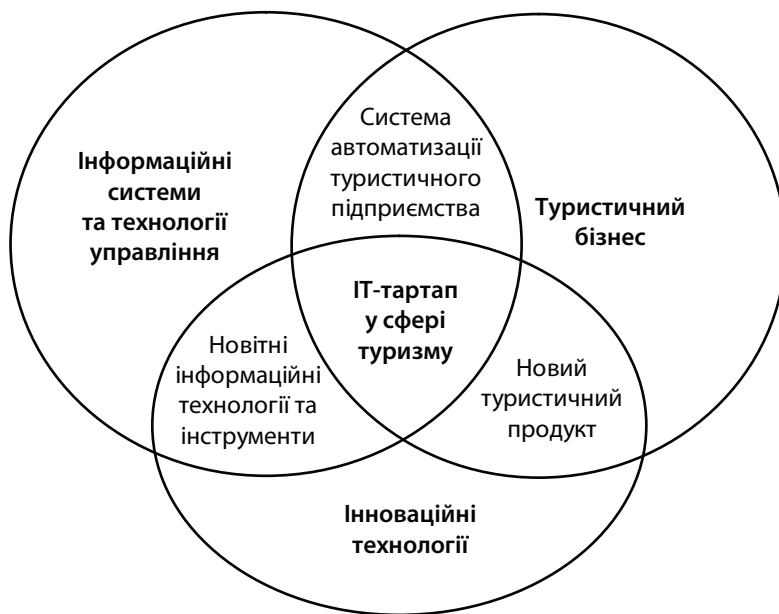 Система
автоматизації
туристичного
підприємства
Інформаційні
системи
та технології
управління
Туристичний
бізнес
ІТ-тартап
у сфері
туризму
Новітні
інформаційні
технології та
інструменти
Новий
туристичний
продукт
Інноваційні
технології